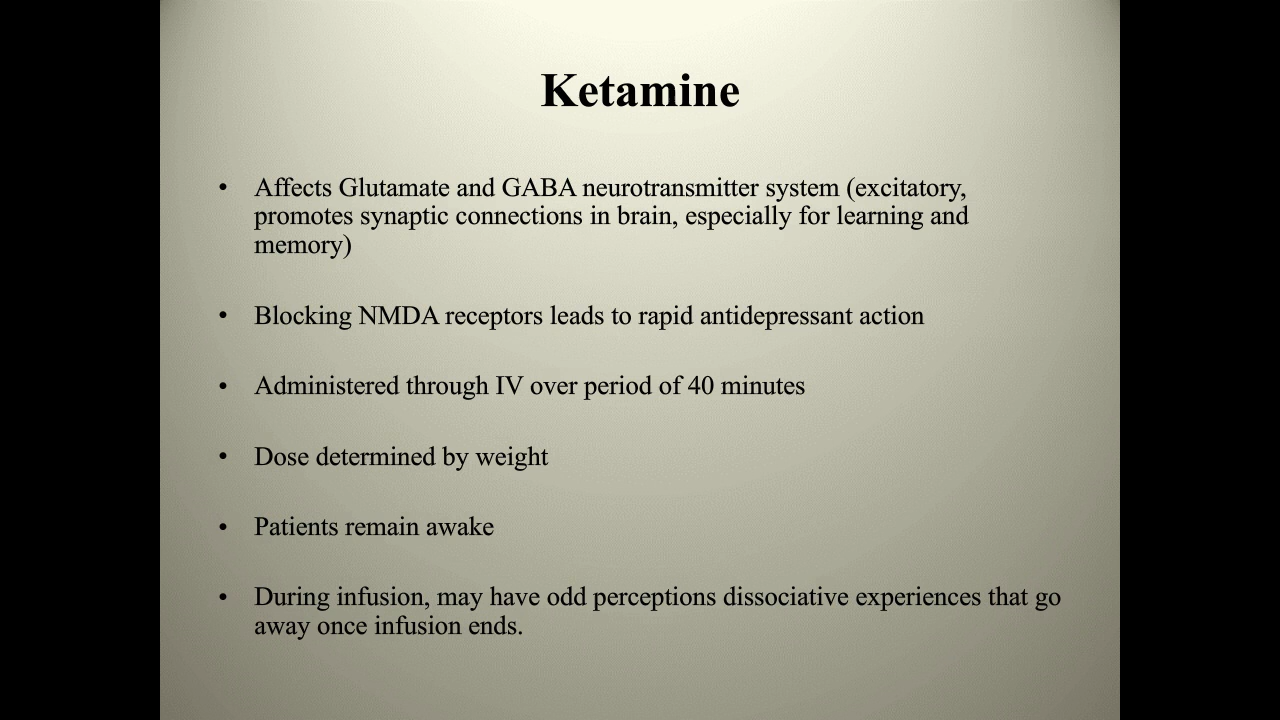 Ketamine
• Affects Glutamate and GABA neurotransmitter system (excitatory,
promotes synaptic connections in brain, especially for learning and
memory)
• Blocking NMDA receptors leads to rapid antidepressant action
• Administered through IV over period of 40 minutes
• Dose determined by weight
• Patients remain awake
• During infusion, may have odd perceptions dissociative experiences that go
away once infusion ends.